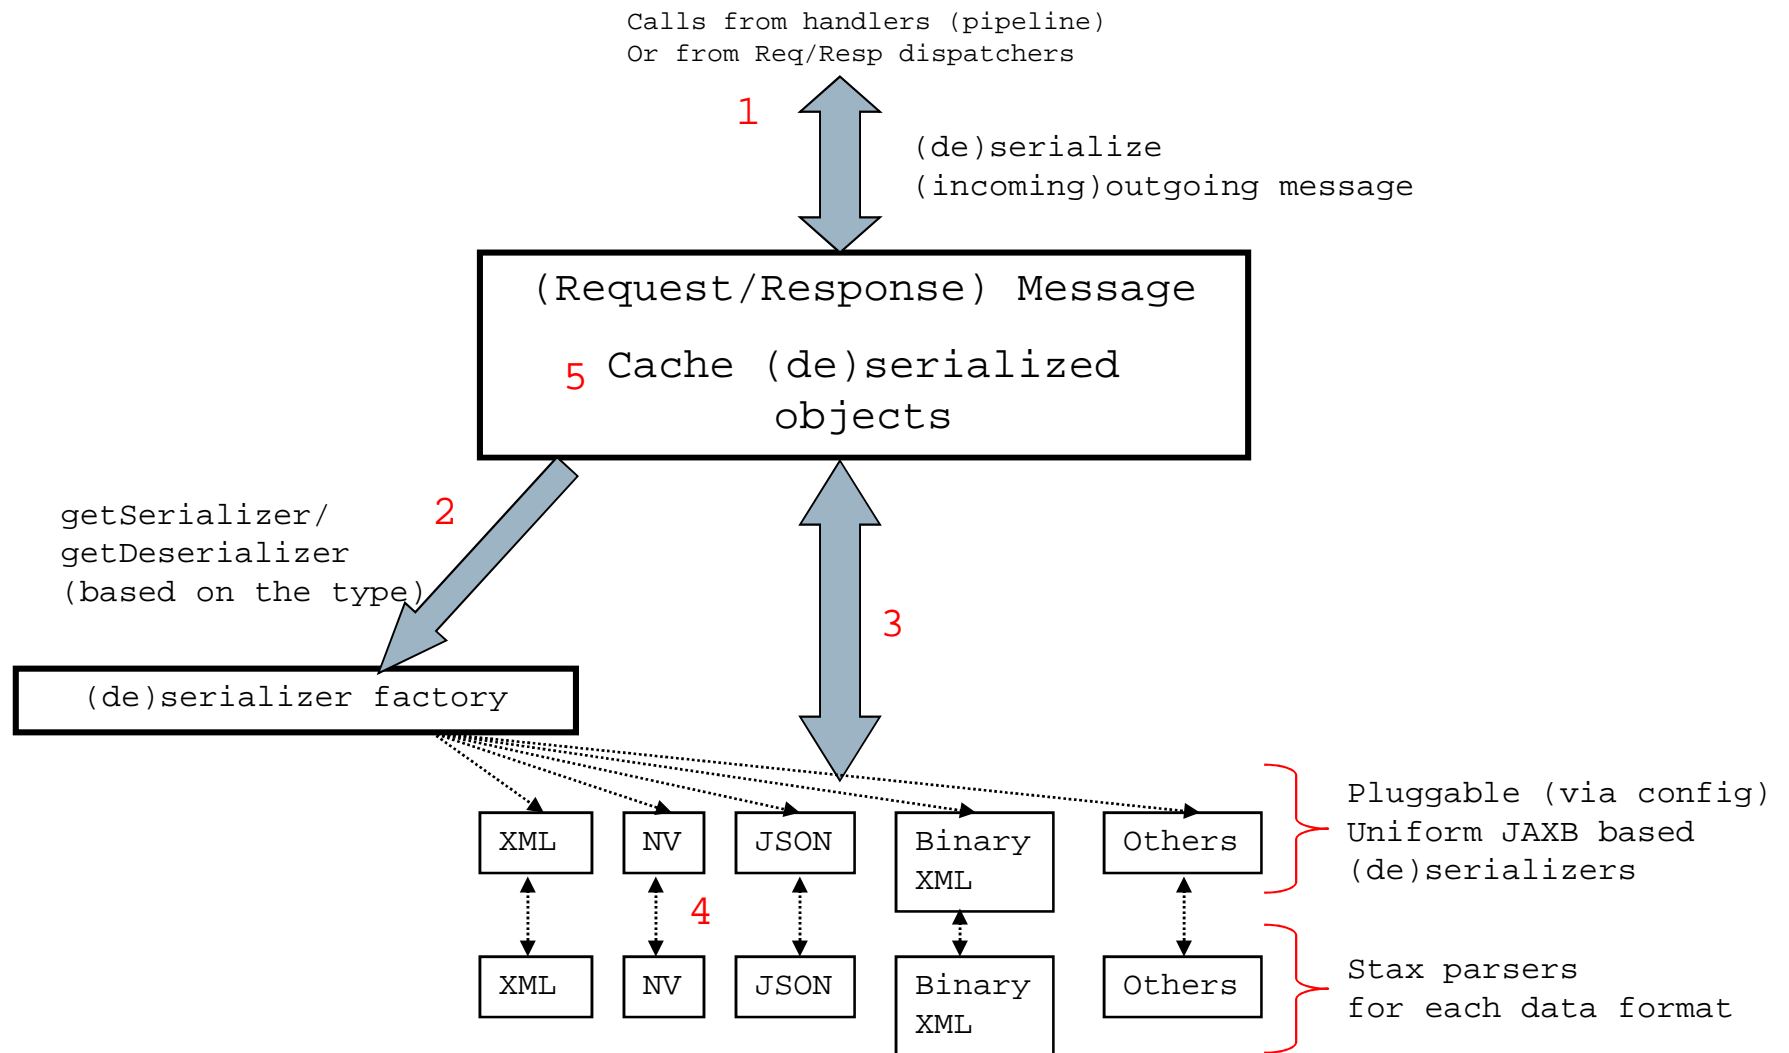 Calls from handlers (pipeline)
Or from Req/Resp dispatchers
1
(de)serialize
(incoming)outgoing message
(Request/Response) Message
5 Cache (de)serialized
objects
getSerializer/
getDeserializer
(based on the type)
2
3
(de)serializer factory
XML
NV
JSON
Binary
XML
Others
Pluggable (via config)
Uniform JAXB based
(de)serializers
4
XML
NV
JSON
Binary
XML
Others
Stax parsers
for each data format